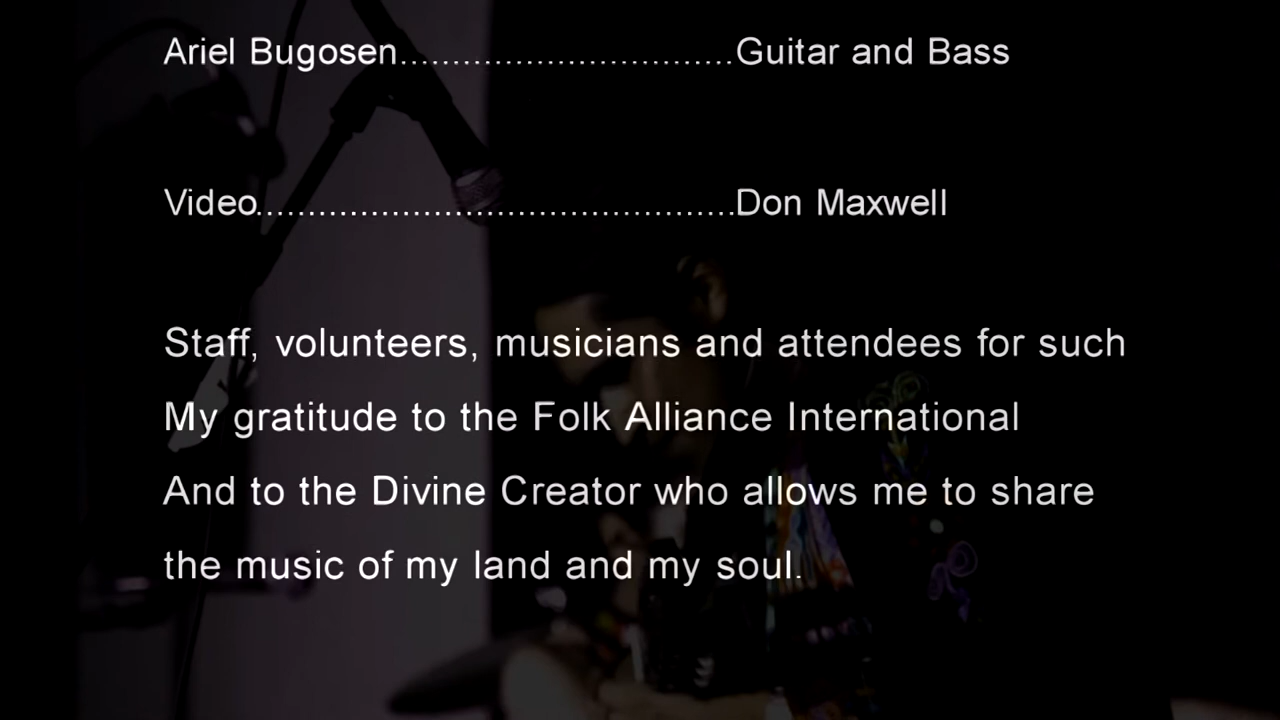 Ariel Bugosen................................Guitar and Bass
Video..............................................Don Maxwell
Staff, volunteers, musicians and attendees for such
My gratitude to the Folk Alliance International
And to the Divine Creator who allows me to share
the music of my land and my soul.